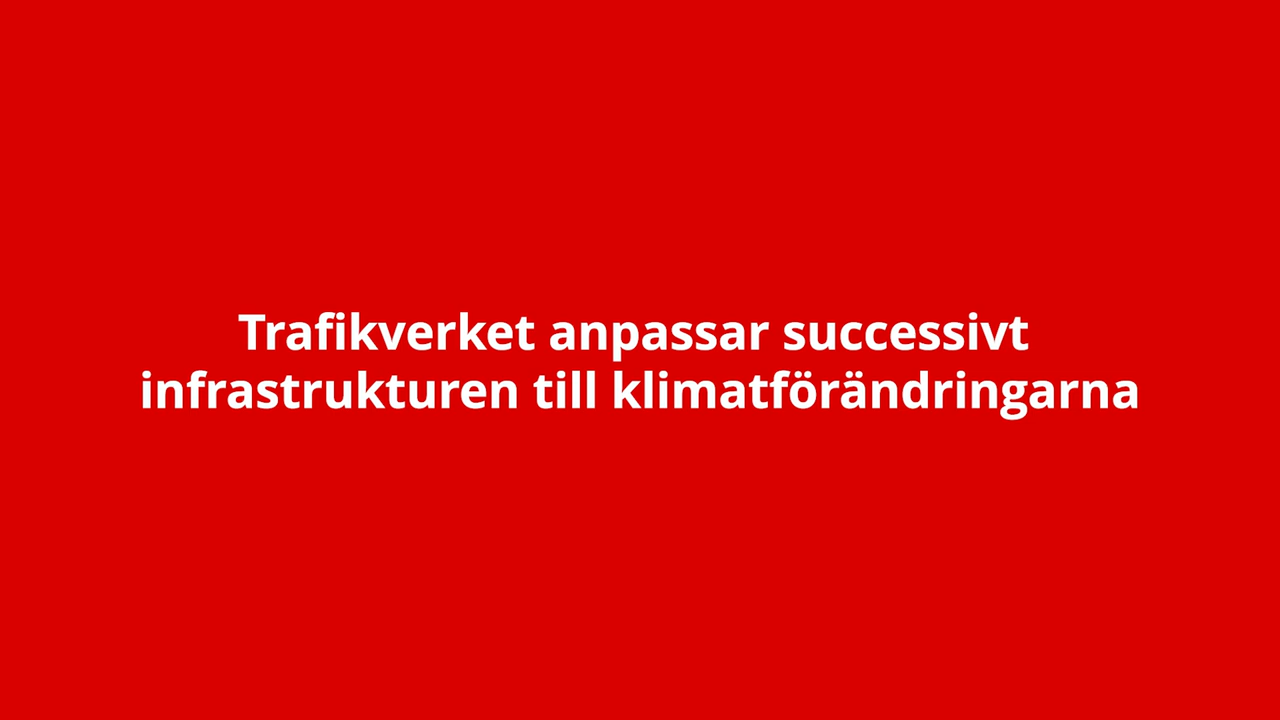 Trafikverket anpassar successivt
infrastrukturen till klimatförändringarna